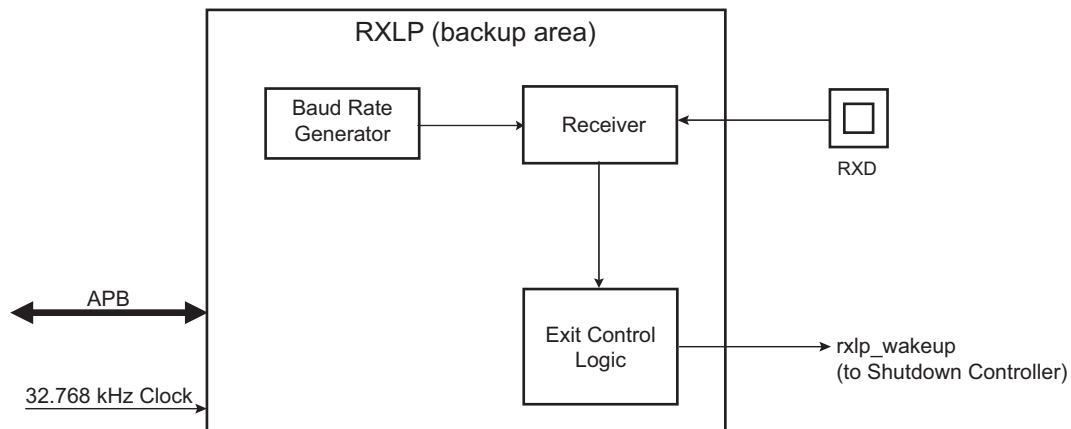 RXLP (backup area)
Baud Rate
Generator
Receiver
RXD
APB
Exit Control
Logic
rxlp_wakeup
(to Shutdown Controller)
32.768 kHz Clock